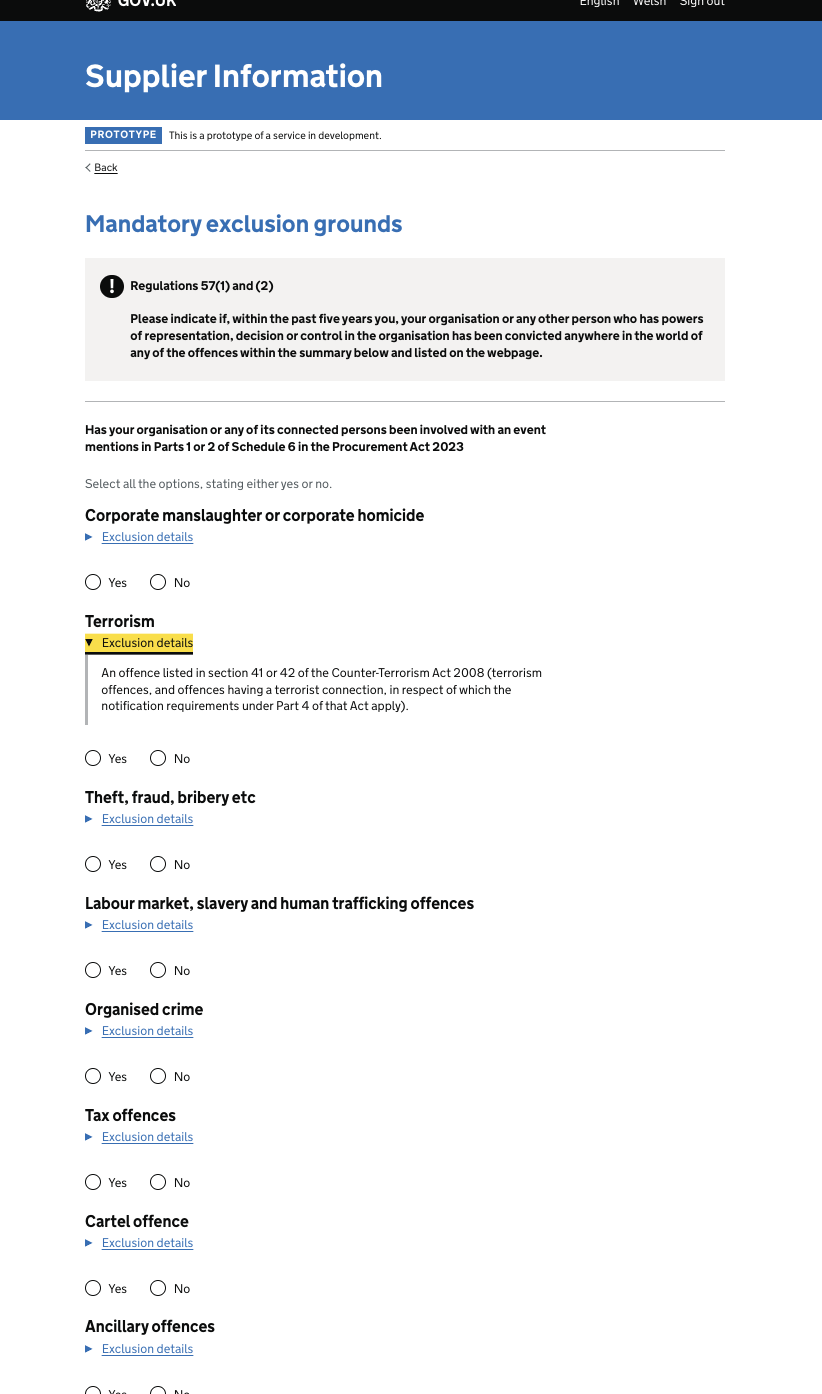 GOV.UK
English Welsh Sign out
Supplier Information
PROTOTYPE This is a prototype of a service in development.
Back
Mandatory exclusion grounds
! Regulations 57(1) and (2)
Please indicate if, within the past five years you, your organisation or any other person who has powers
of representation, decision or control in the organisation has been convicted anywhere in the world of
any of the offences within the summary below and listed on the webpage.
Has your organisation or any of its connected persons been involved with an event
mentions in Parts 1 or 2 of Schedule 6 in the Procurement Act 2023
Select all the options, stating either yes or no.
Corporate manslaughter or corporate homicide
Exclusion details
Yes No
Terrorism
Exclusion details
An offence listed in section 41 or 42 of the Counter-Terrorism Act 2008 (terrorism
offences, and offences having a terrorist connection, in respect of which the
notification requirements under Part 4 of that Act apply).
Yes No
Theft, fraud, bribery etc
Exclusion details
Yes No
Labour market, slavery and human trafficking offences
Exclusion details
Yes No
Organised crime
Exclusion details
Yes No
Tax offences
Exclusion details
Yes No
Cartel offence
Exclusion details
Yes No
Ancillary offences
Exclusion details
Yes No